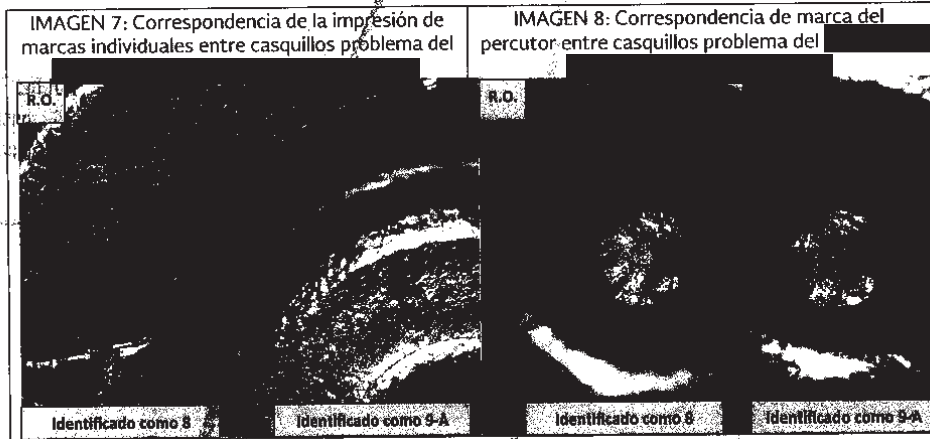 IMAGEN 7: Correspondencia de la impresión de
marcas individuales entre casquillos problema del
R.O.
Identificado como 8
Identificado como 9-A
IMAGEN 8: Correspondencia de marca del
percutor entre casquillos problema del
R.O.
Identificado como 8
Identificado como 9-A